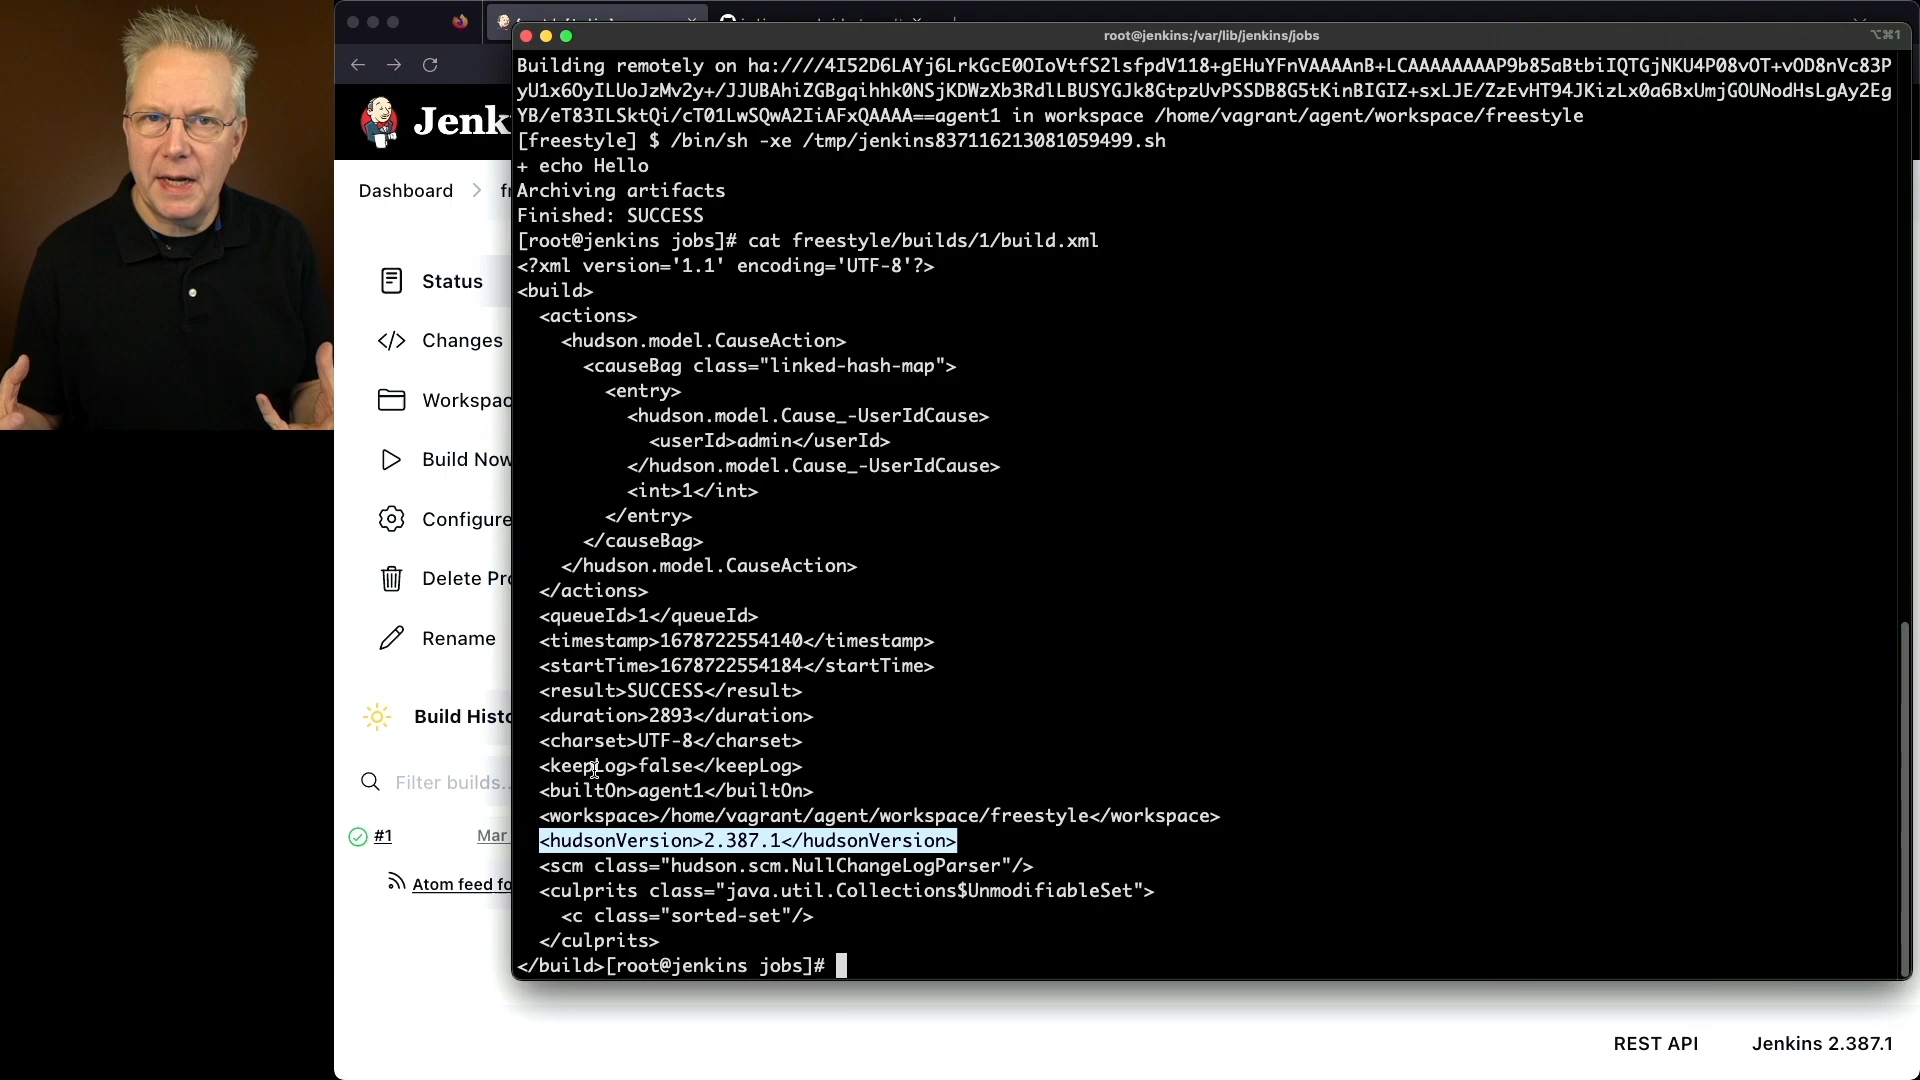 root@jenkins:/var/lib/jenkins/jobs
⌥⌘1
Building remotely on ha:////4I52D6LAYj6LrkGcE0OIoVtfS2lsfpdV118+gEHuYFnVAAAAnB+LCAAAAAAAAP9b85aBtbiIQTGjNKU4P08vOT+vOD8nVc83P
yU1x6OyILUoJzMv2y+/JJUBAhiZGBgqihhk0NSjKDWzXb3RdlLBUSYGJk8GtpzUvPSSDB8G5tKinBIGIZ+sxLJE/ZzEvHT94JKizLx0a6BxUmjGOUNodHsLgAy2Eg
YB/eT83ILSktQi/cT01LwSQwA2IiAFxQAAAA==agent1 in workspace /home/vagrant/agent/workspace/freestyle
[freestyle] $ /bin/sh -xe /tmp/jenkins837116213081059499.sh
+ echo Hello
Archiving artifacts
Finished: SUCCESS
[root@jenkins jobs]# cat freestyle/builds/1/build.xml
<?xml version='1.1' encoding='UTF-8'?>
<build>
  <actions>
    <hudson.model.CauseAction>
      <causeBag class="linked-hash-map">
        <entry>
          <hudson.model.Cause_-UserIdCause>
            <userId>admin</userId>
          </hudson.model.Cause_-UserIdCause>
          <int>1</int>
        </entry>
      </causeBag>
    </hudson.model.CauseAction>
  </actions>
  <queueId>1</queueId>
  <timestamp>1678722554140</timestamp>
  <startTime>1678722554184</startTime>
  <result>SUCCESS</result>
  <duration>2893</duration>
  <charset>UTF-8</charset>
  <keepLog>false</keepLog>
  <builtOn>agent1</builtOn>
  <workspace>/home/vagrant/agent/workspace/freestyle</workspace>
  <hudsonVersion>2.387.1</hudsonVersion>
  <scm class="hudson.scm.NullChangeLogParser"/>
  <culprits class="java.util.Collections$UnmodifiableSet">
    <c class="sorted-set"/>
  </culprits>
</build>[root@jenkins jobs]#
Jenk
Dashboard > fr
Status
Changes
Workspac
Build Now
Configure
Delete Pro
Rename
Build Histo
Filter builds...
#1 Mar
Atom feed fo
REST API Jenkins 2.387.1